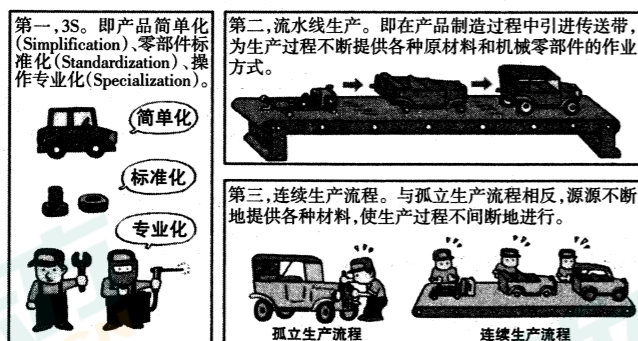 第一,3S。即产品简单化
(Simplification)、零部件标
准化(Standardization)、操
作专业化(Specialization)。
简单化
标准化
专业化
第二,流水线生产。即在产品制造过程中引进传送带,
为生产过程不断提供各种原材料和机械零部件的作业
方式。
第三,连续生产流程。与孤立生产流程相反,源源不断
地提供各种材料,使生产过程不间断地进行。
孤立生产流程
连续生产流程